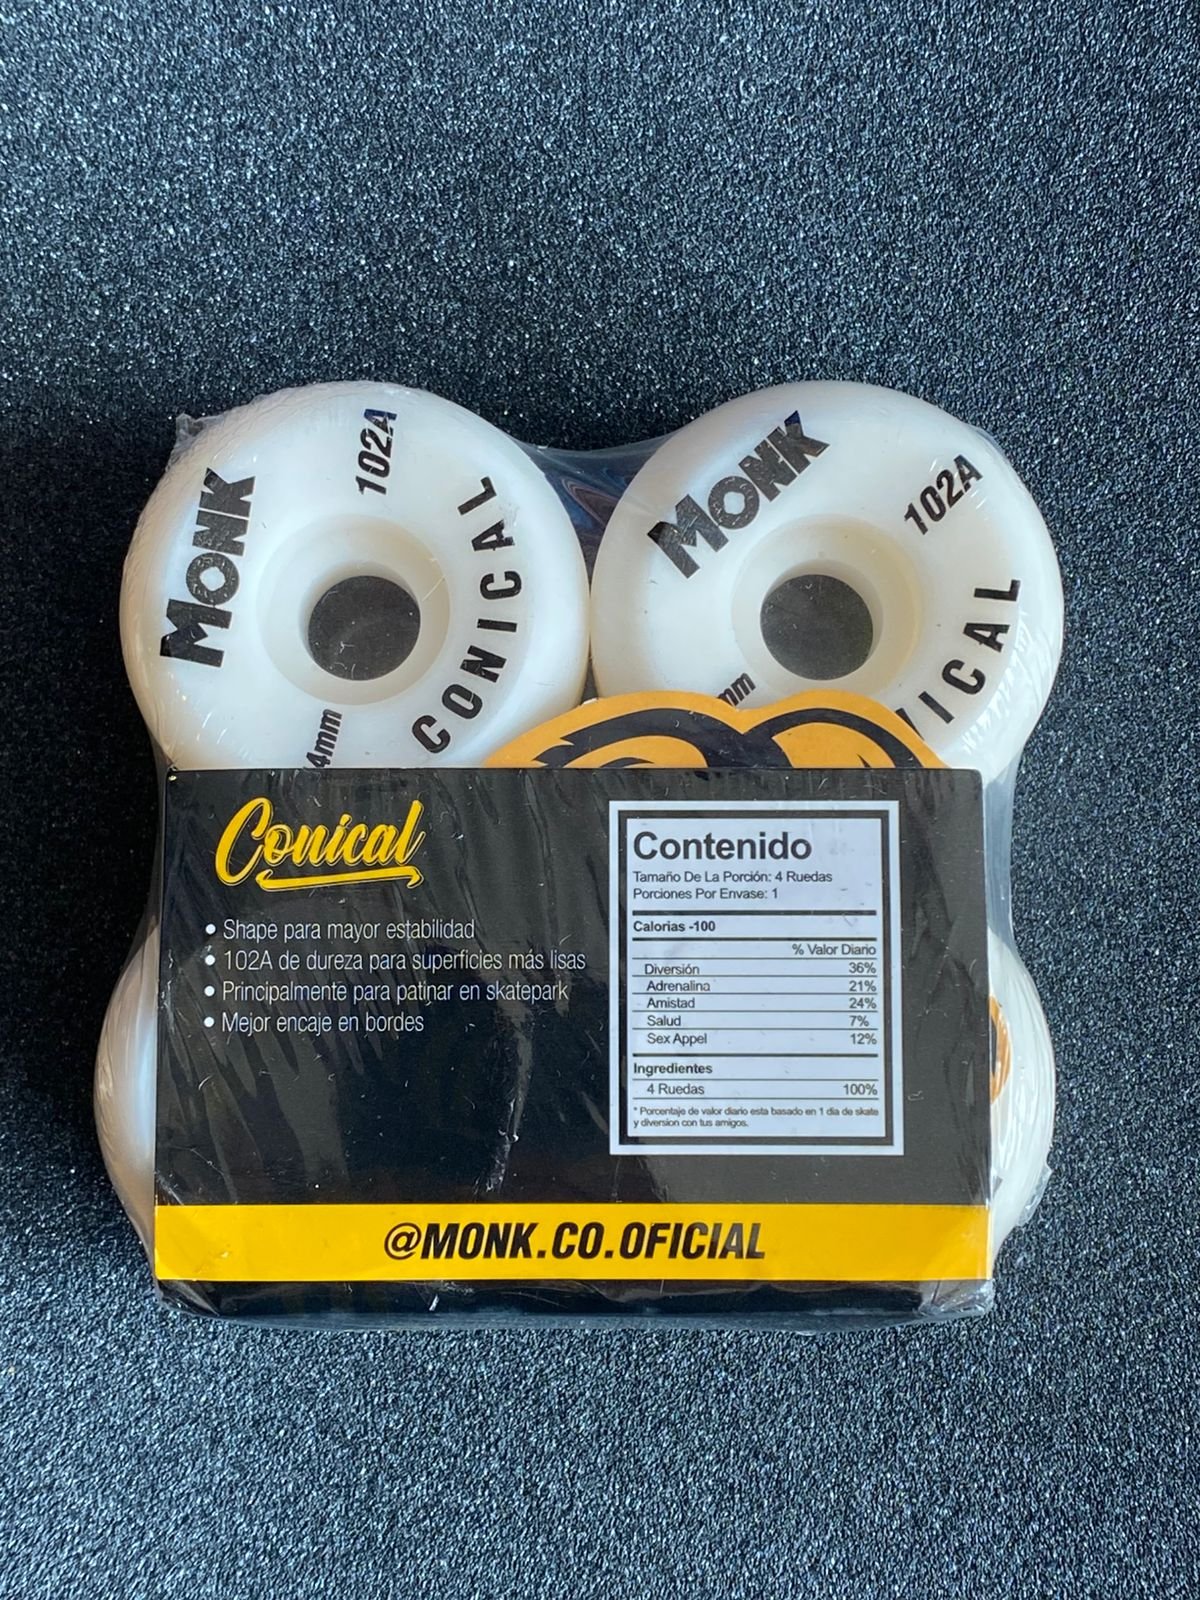 MONK
102A
CONICAL
4mm
MONK
102A
ICAL
mm
Conical
• Shape para mayor estabilidad
• 102A de dureza para superficies más lisas
• Principalmente para patinar en skatepark
• Mejor encaje en bordes
Contenido
Tamaño De La Porción: 4 Ruedas
Porciones Por Envase: 1
Calorias -100
% Valor Diario
Diversión 36%
Adrenalina 21%
Amistad 24%
Salud 7%
Sex Appel 12%
Ingredientes
4 Ruedas 100%
* Porcentaje de valor diario esta basado en 1 dia de skate
y diversion con tus amigos.
@MONK.CO.OFICIAL